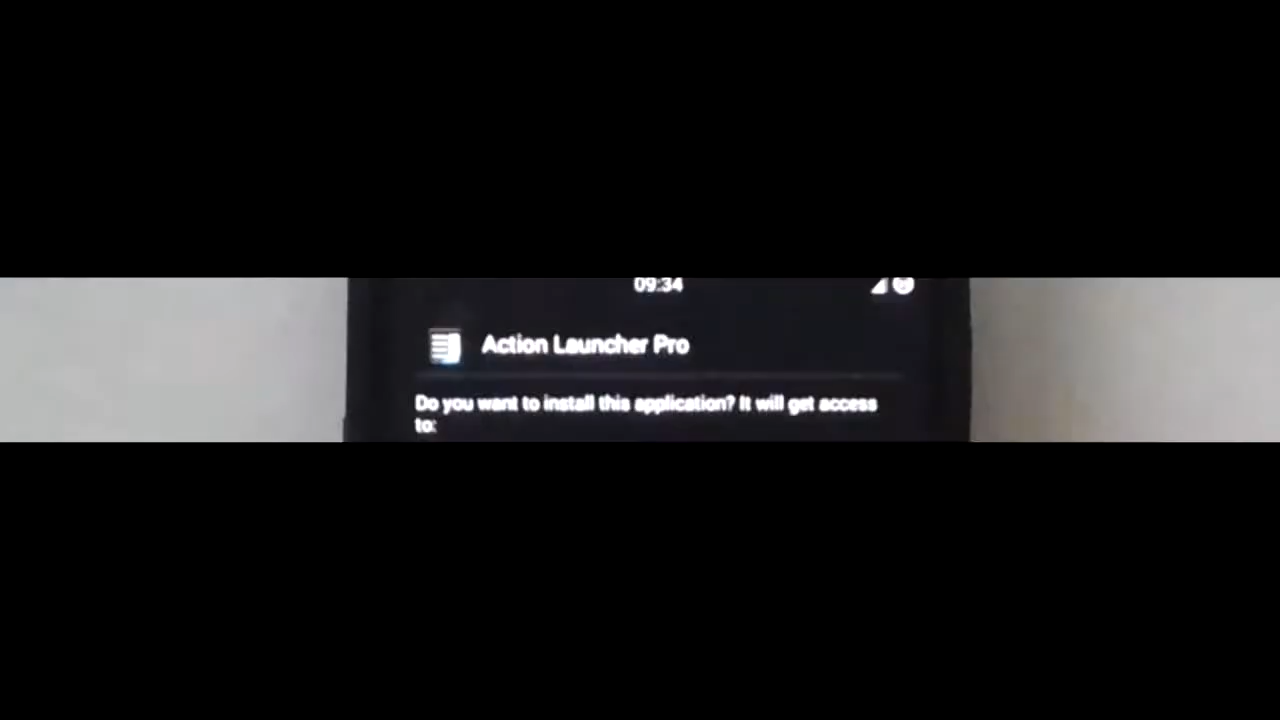 09:34
Action Launcher Pro
Do you want to install this application? It will get access
to: